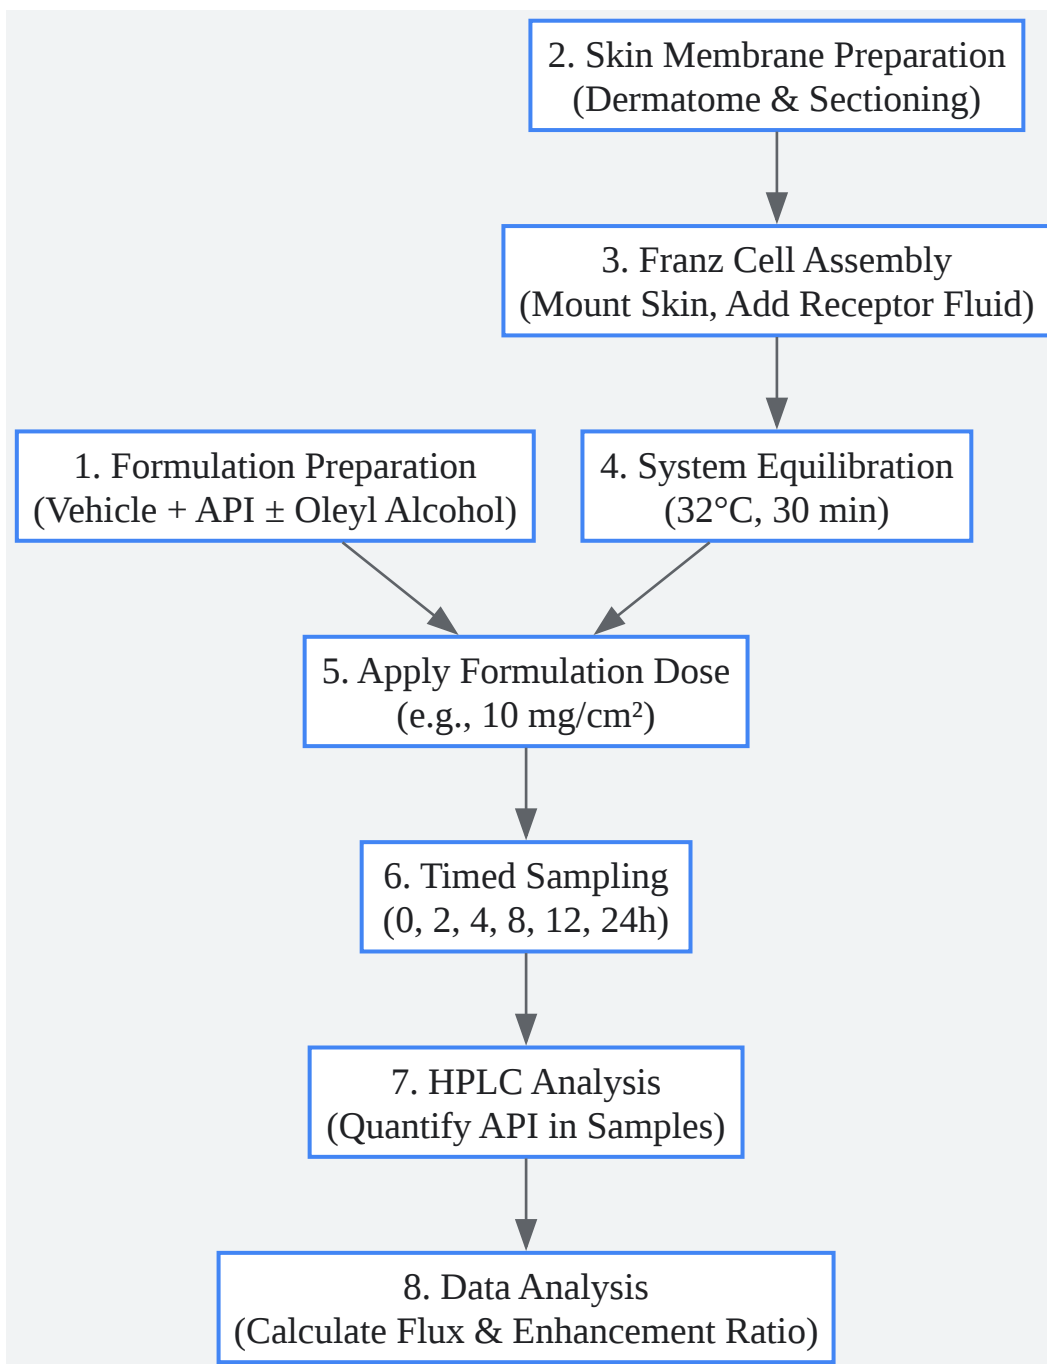 2. Skin Membrane Preparation
(Dermatome & Sectioning)
3. Franz Cell Assembly
(Mount Skin, Add Receptor Fluid)
1. Formulation Preparation
(Vehicle + API ± Oleyl Alcohol)
4. System Equilibration
(32°C, 30 min)
5. Apply Formulation Dose
(e.g., 10 mg/cm²)
6. Timed Sampling
(0, 2, 4, 8, 12, 24h)
7. HPLC Analysis
(Quantify API in Samples)
8. Data Analysis
(Calculate Flux & Enhancement Ratio)